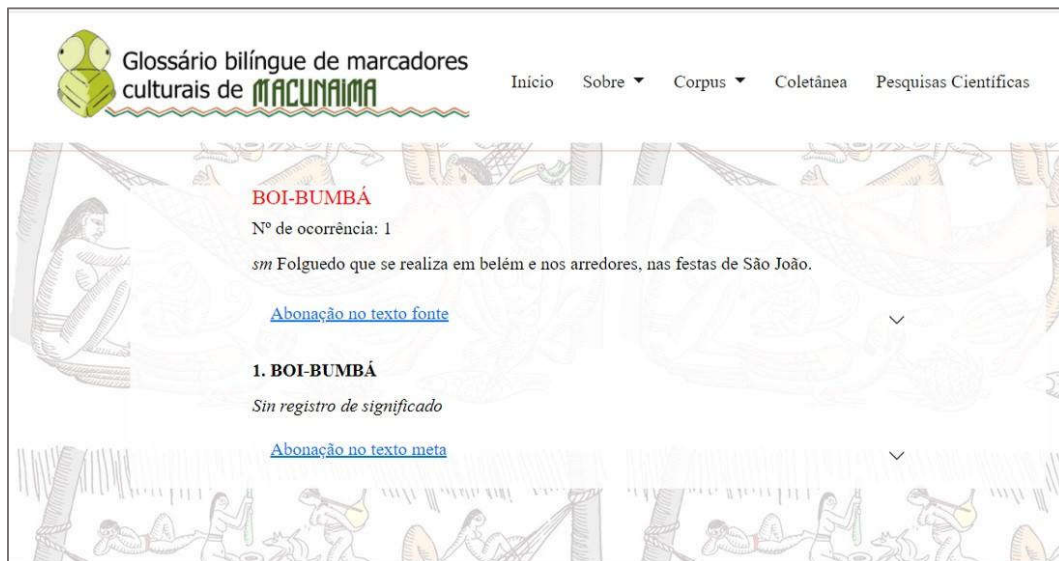 Glossário bilíngue de marcadores
culturais de MACUNAIMA
Início Sobre Corpus Coletânea Pesquisas Científicas
BOI-BUMBÁ
Nº de ocorrência: 1
sm Folguedo que se realiza em belém e nos arredores, nas festas de São João.
Abonação no texto fonte
1. BOI-BUMBÁ
Sin registro de significado
Abonação no texto meta